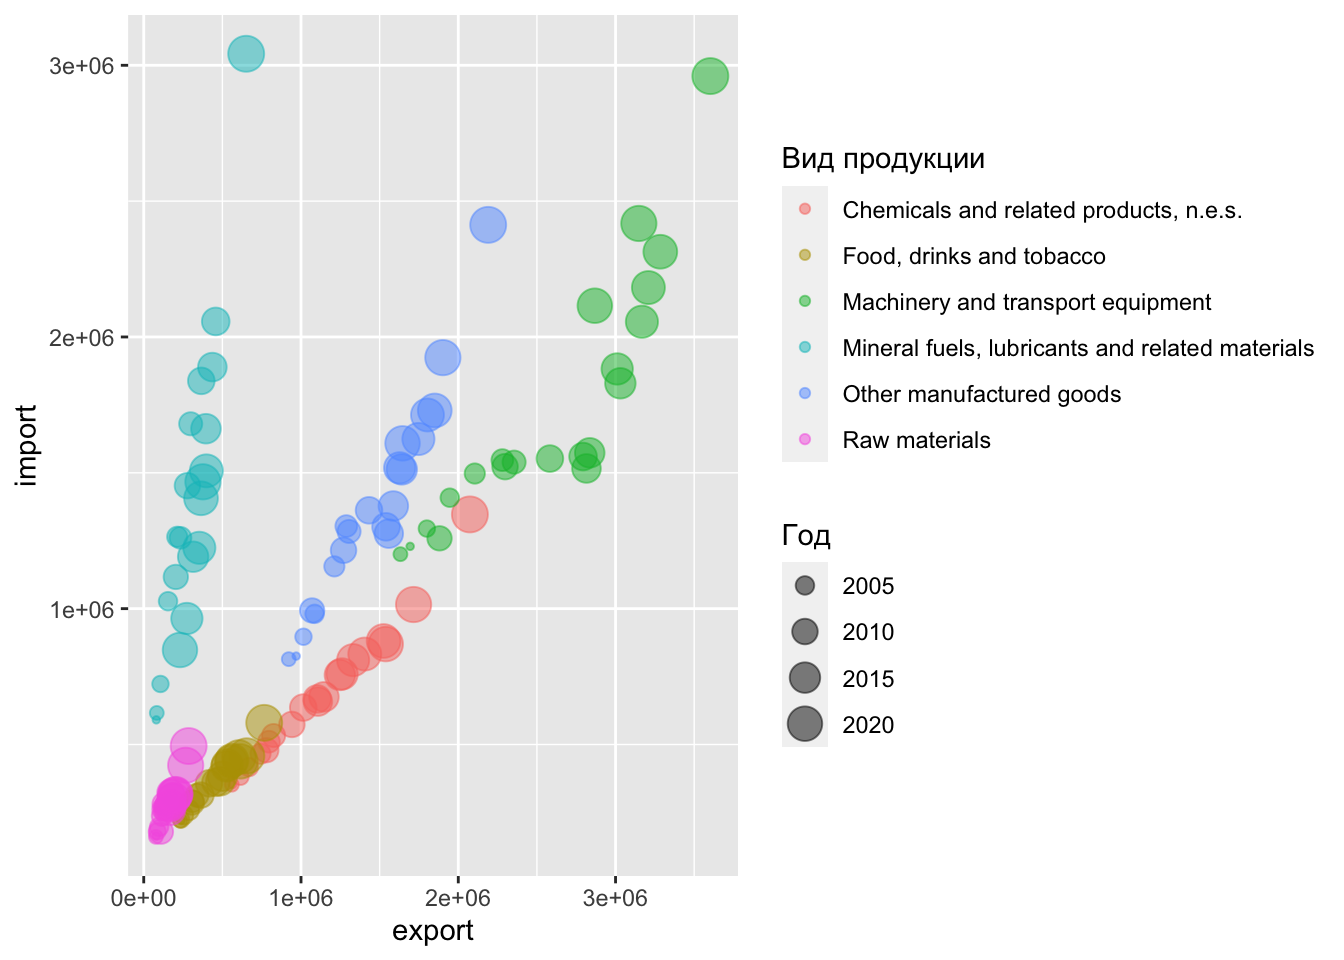 3e+06
2e+06
1e+06
import
0e+00
1e+06
2e+06
3e+06
export
Вид продукции
Chemicals and related products, n.e.s.
Food, drinks and tobacco
Machinery and transport equipment
Mineral fuels, lubricants and related materials
Other manufactured goods
Raw materials
Год
2005
2010
2015
2020